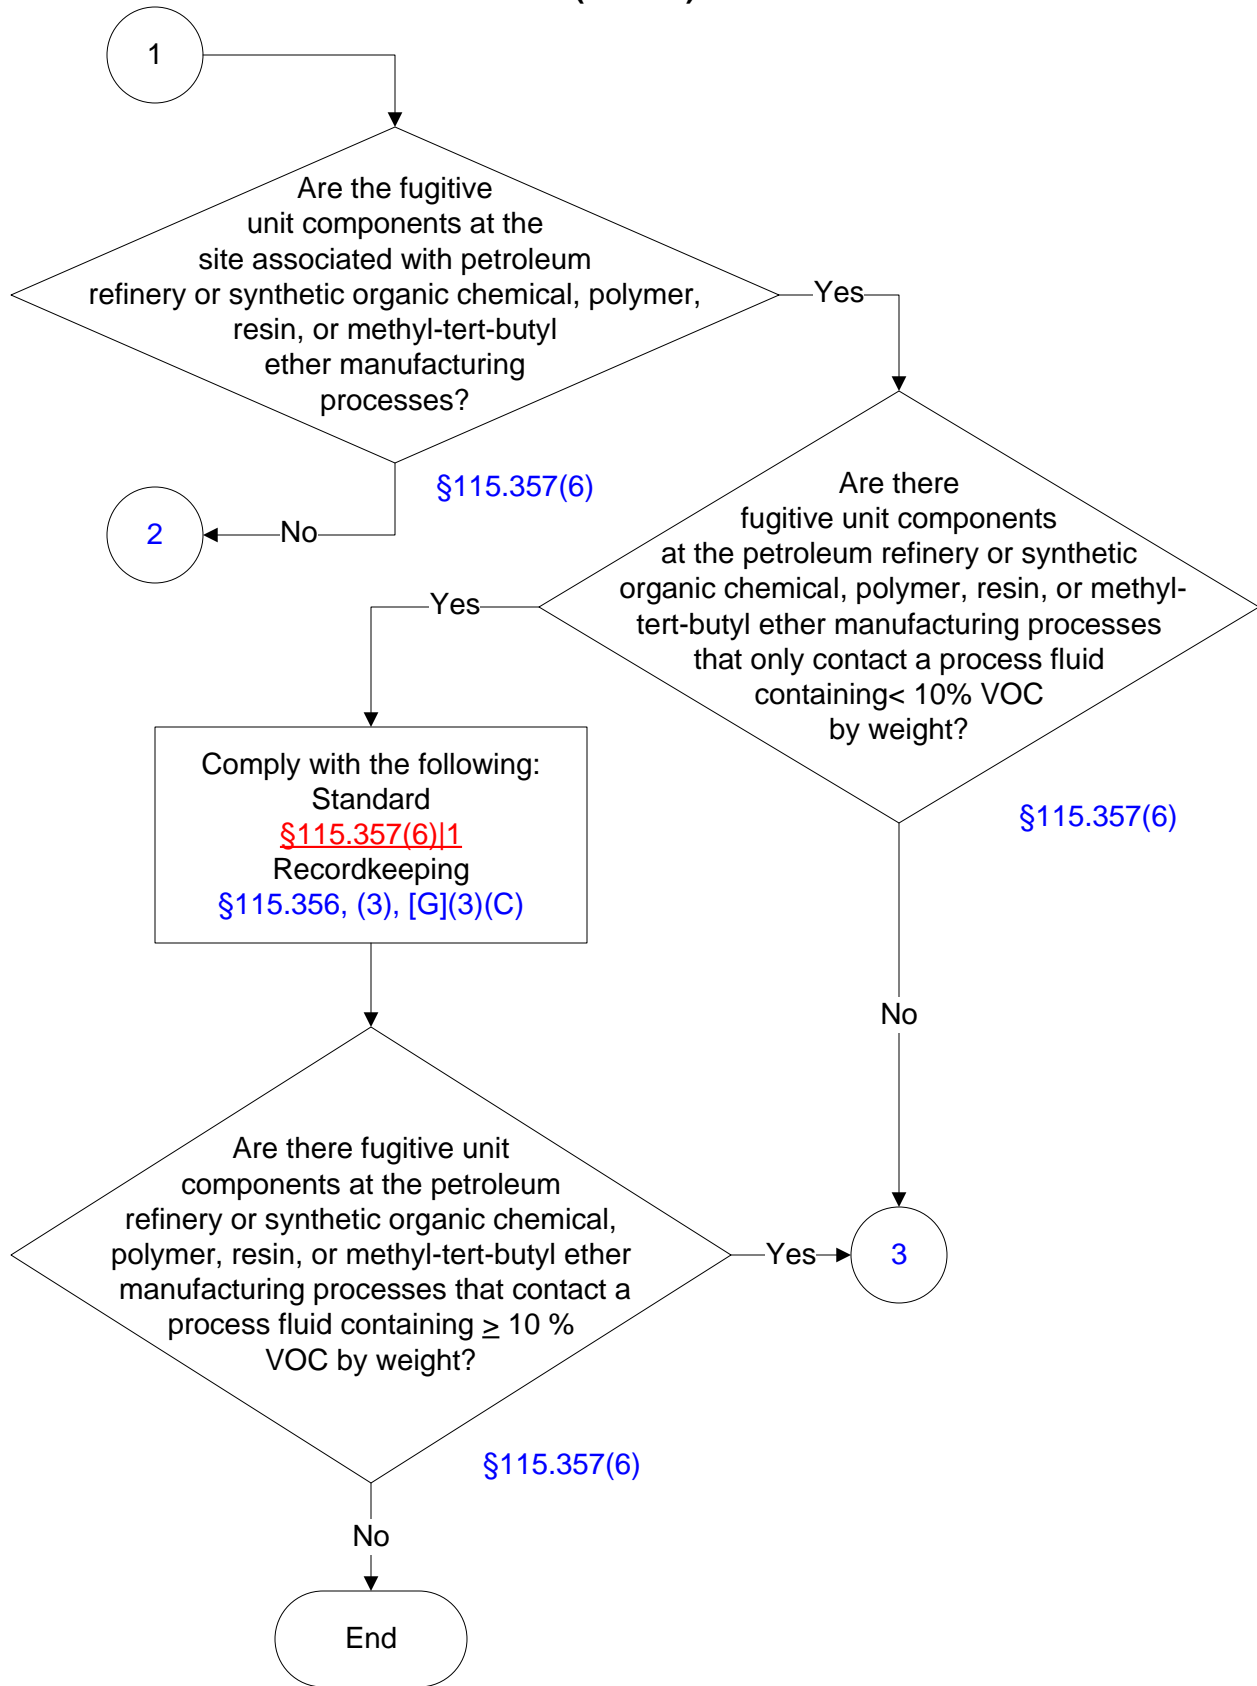 1
Are the fugitive
unit components at the
site associated with petroleum
refinery or synthetic organic chemical, polymer,
resin, or methyl-tert-butyl
ether manufacturing
processes?
Yes
§115.357(6)
2
No
Are there
fugitive unit components
at the petroleum refinery or synthetic
organic chemical, polymer, resin, or methyl-
tert-butyl ether manufacturing processes
that only contact a process fluid
containing< 10% VOC
by weight?
§115.357(6)
Yes
Comply with the following:
Standard
§115.357(6)|1
Recordkeeping
§115.356, (3), [G](3)(C)
No
Are there fugitive unit
components at the petroleum
refinery or synthetic organic chemical,
polymer, resin, or methyl-tert-butyl ether
manufacturing processes that contact a
process fluid containing ≥ 10 %
VOC by weight?
Yes
3
§115.357(6)
No
End